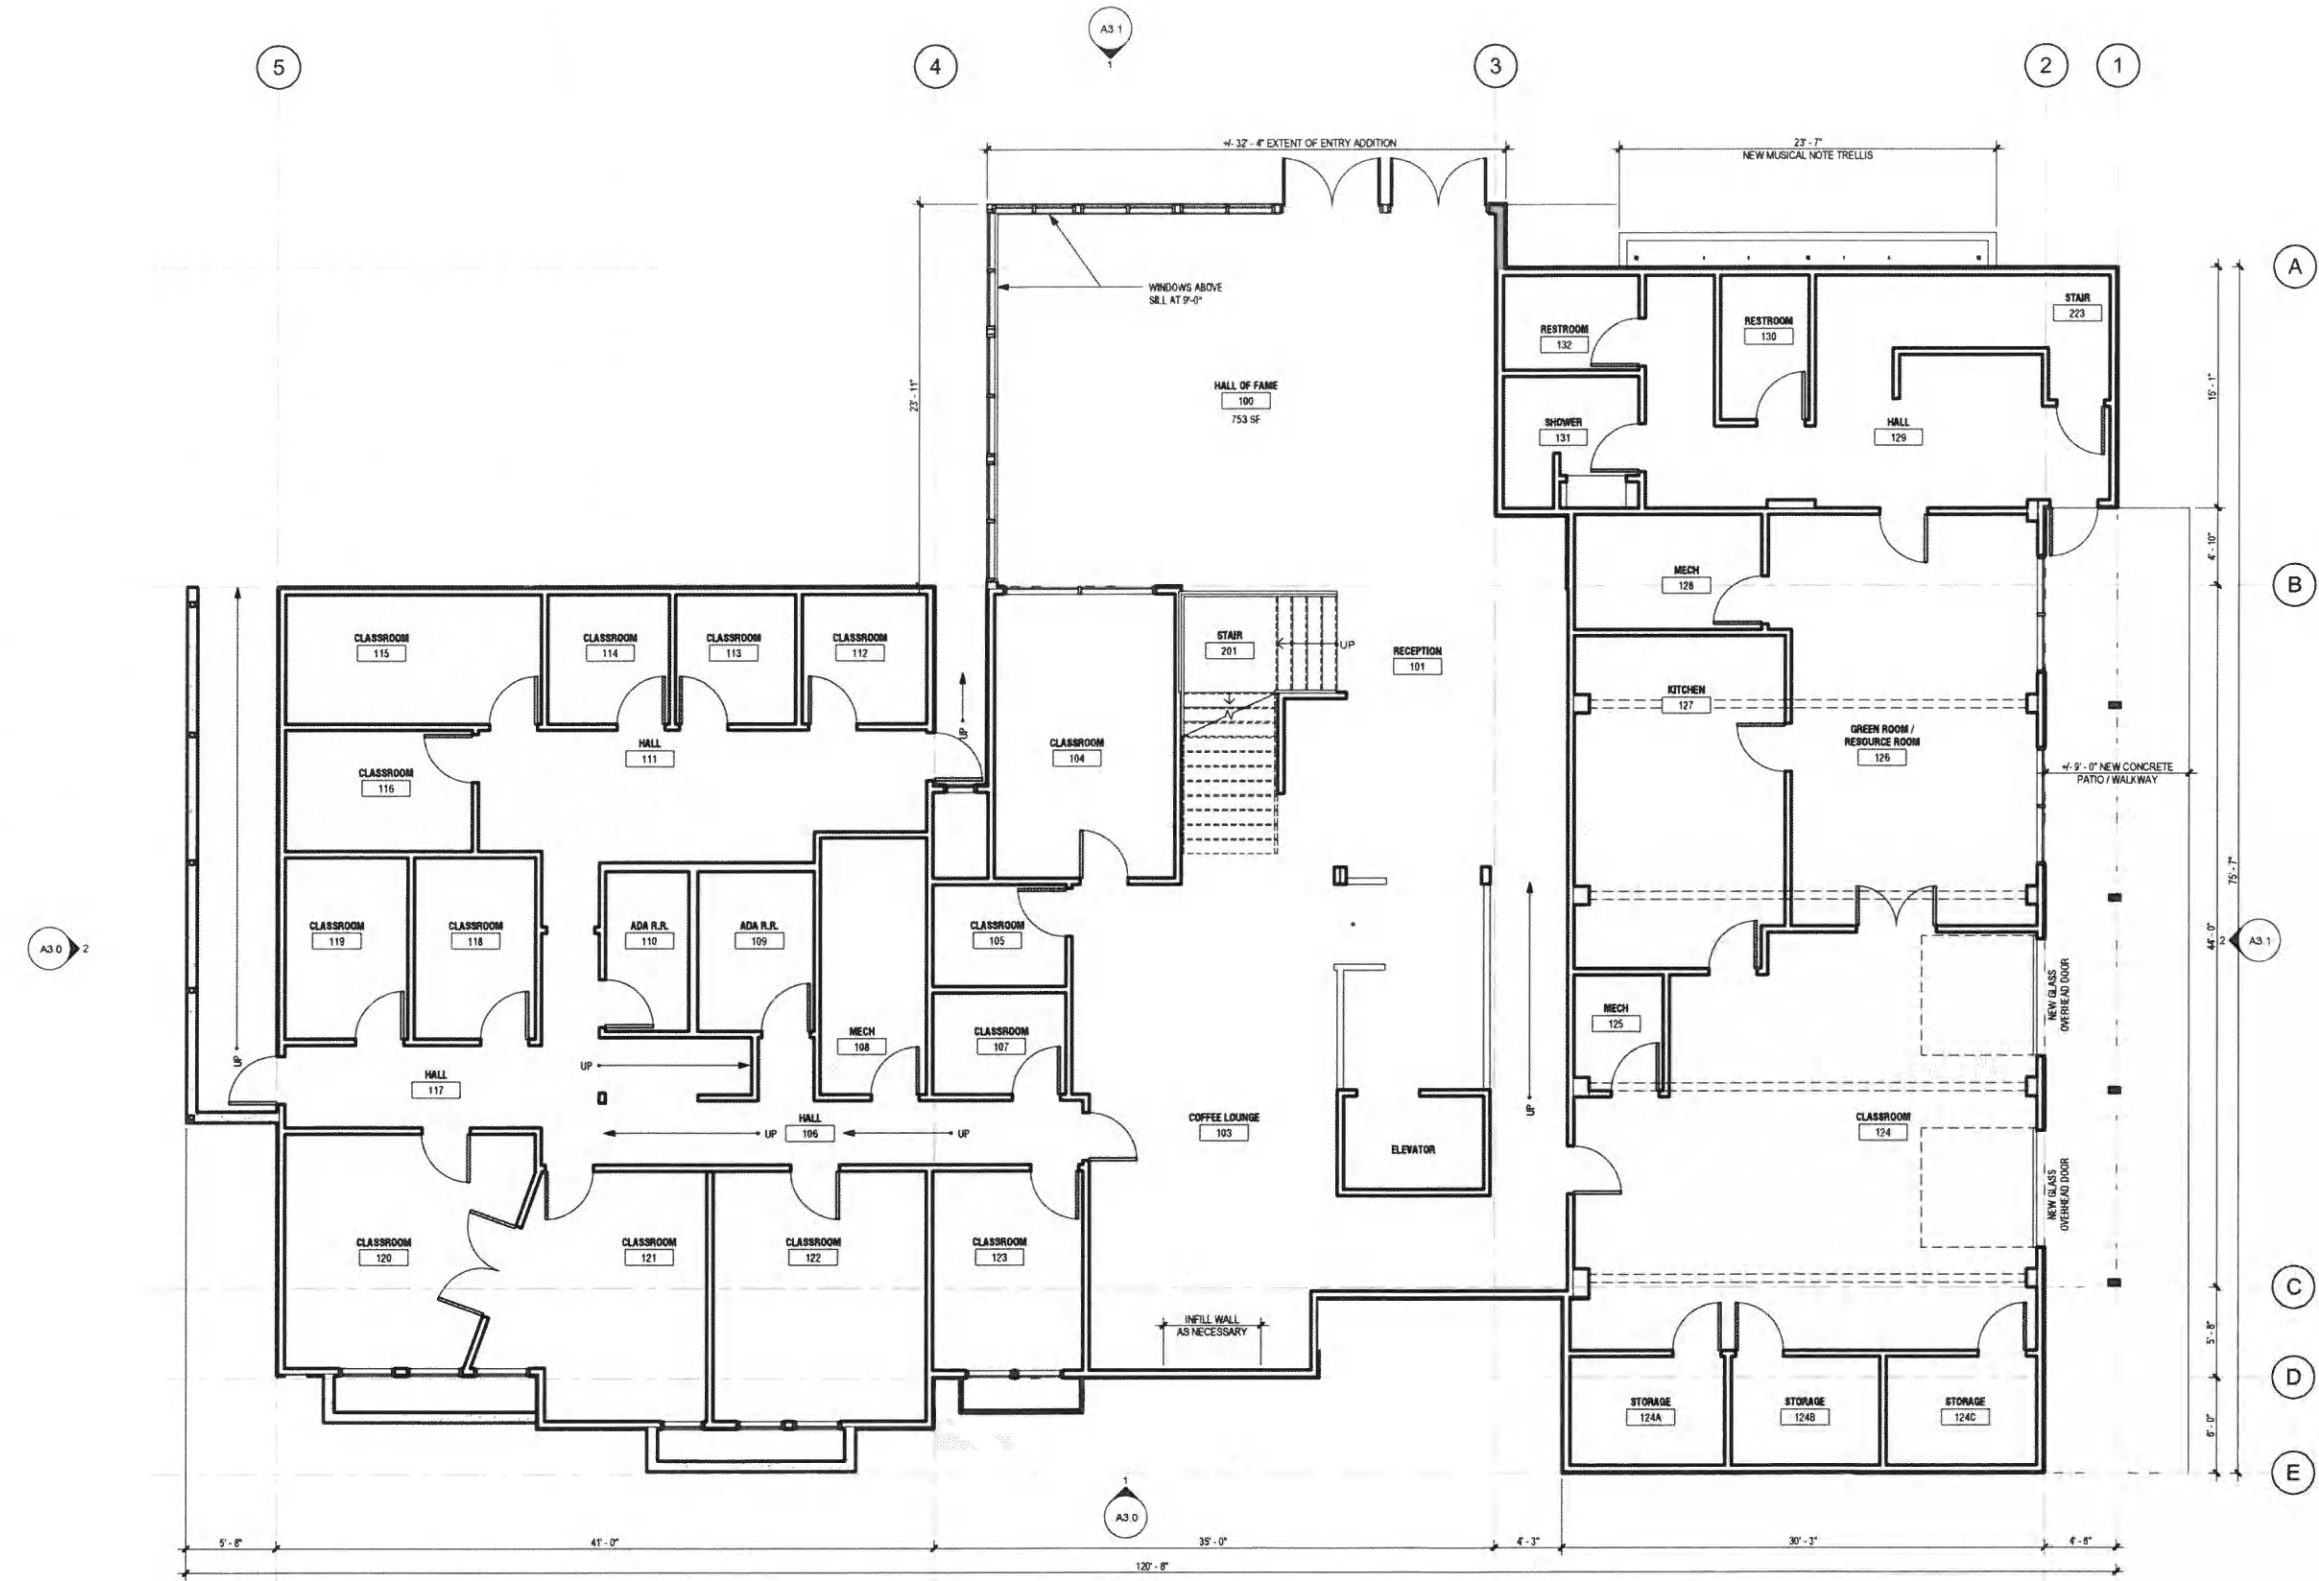 A3.1
1
5
4
3
2
1
+/- 32' - 4" EXTENT OF ENTRY ADDITION
23' - 7"
NEW MUSICAL NOTE TRELLIS
A
WINDOWS ABOVE
SILL AT 9'-0"
STAIR
223
RESTROOM
132
RESTROOM
130
23' - 11"
15' - 1"
HALL OF FAME
100
753 SF
SHOWER
131
HALL
129
4' - 10"
MECH
128
B
CLASSROOM
115
CLASSROOM
114
CLASSROOM
113
CLASSROOM
112
STAIR
201
UP
RECEPTION
101
KITCHEN
127
UP
HALL
111
CLASSROOM
104
GREEN ROOM /
RESOURCE ROOM
126
CLASSROOM
116
+/- 9' - 0" NEW CONCRETE
PATIO / WALKWAY
75' - 7"
CLASSROOM
119
CLASSROOM
118
ADA R.R.
110
ADA R.R.
109
CLASSROOM
105
A3.0
2
44' - 0"
2
A3.1
NEW GLASS
OVERHEAD DOOR
MECH
125
MECH
108
CLASSROOM
107
UP
UP
HALL
117
UP
HALL
106
UP
UP
COFFEE LOUNGE
103
ELEVATOR
UP
CLASSROOM
124
NEW GLASS
OVERHEAD DOOR
CLASSROOM
120
CLASSROOM
121
CLASSROOM
122
CLASSROOM
123
C
INFILL WALL
AS NECESSARY
5' - 8"
D
STORAGE
124A
STORAGE
124B
STORAGE
124C
6' - 0"
E
1
A3.0
5' - 8"
41' - 0"
35' - 0"
4' - 3"
30' - 3"
4' - 6"
120' - 8"